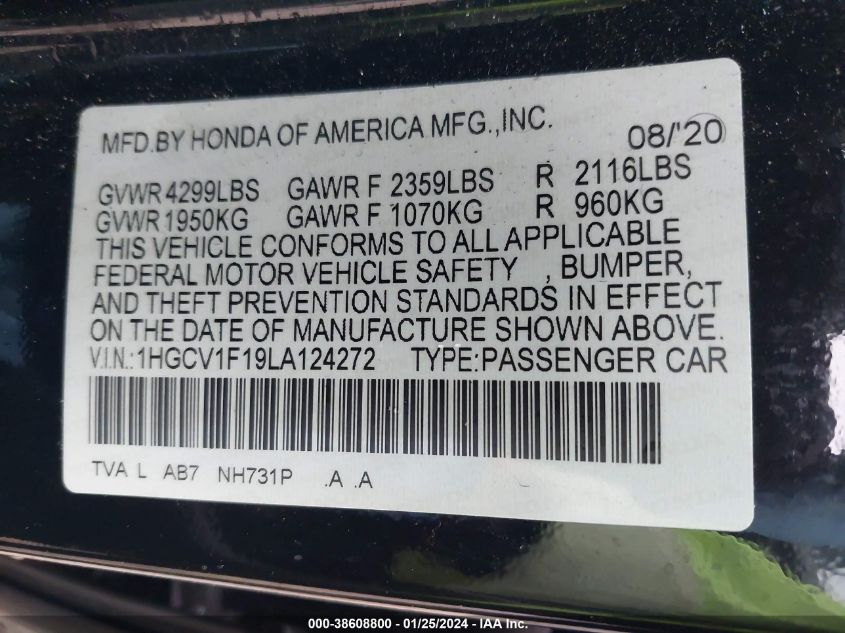 MFD.BY HONDA OF AMERICA MFG.,INC. 08/'20
GVWR 4299LBS GAWR F 2359LBS R 2116LBS
GVWR 1950KG GAWR F 1070KG R 960KG
THIS VEHICLE CONFORMS TO ALL APPLICABLE
FEDERAL MOTOR VEHICLE SAFETY , BUMPER,
AND THEFT PREVENTION STANDARDS IN EFFECT
ON THE DATE OF MANUFACTURE SHOWN ABOVE.
V.I.N.:1HGCV1F19LA124272 TYPE:PASSENGER CAR
TVA L AB7 NH731P .A .A
000-38608800 - 01/25/2024 - IAA Inc.